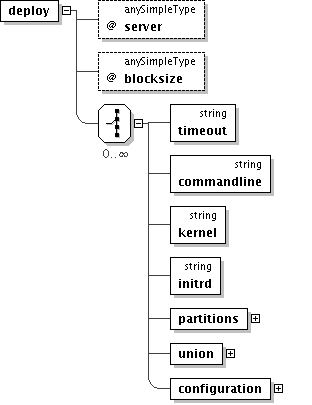 deploy
anySimpleType
@ server
anySimpleType
@ blocksize
0..∞
string
timeout
string
commandline
string
kernel
string
initrd
partitions
union
configuration